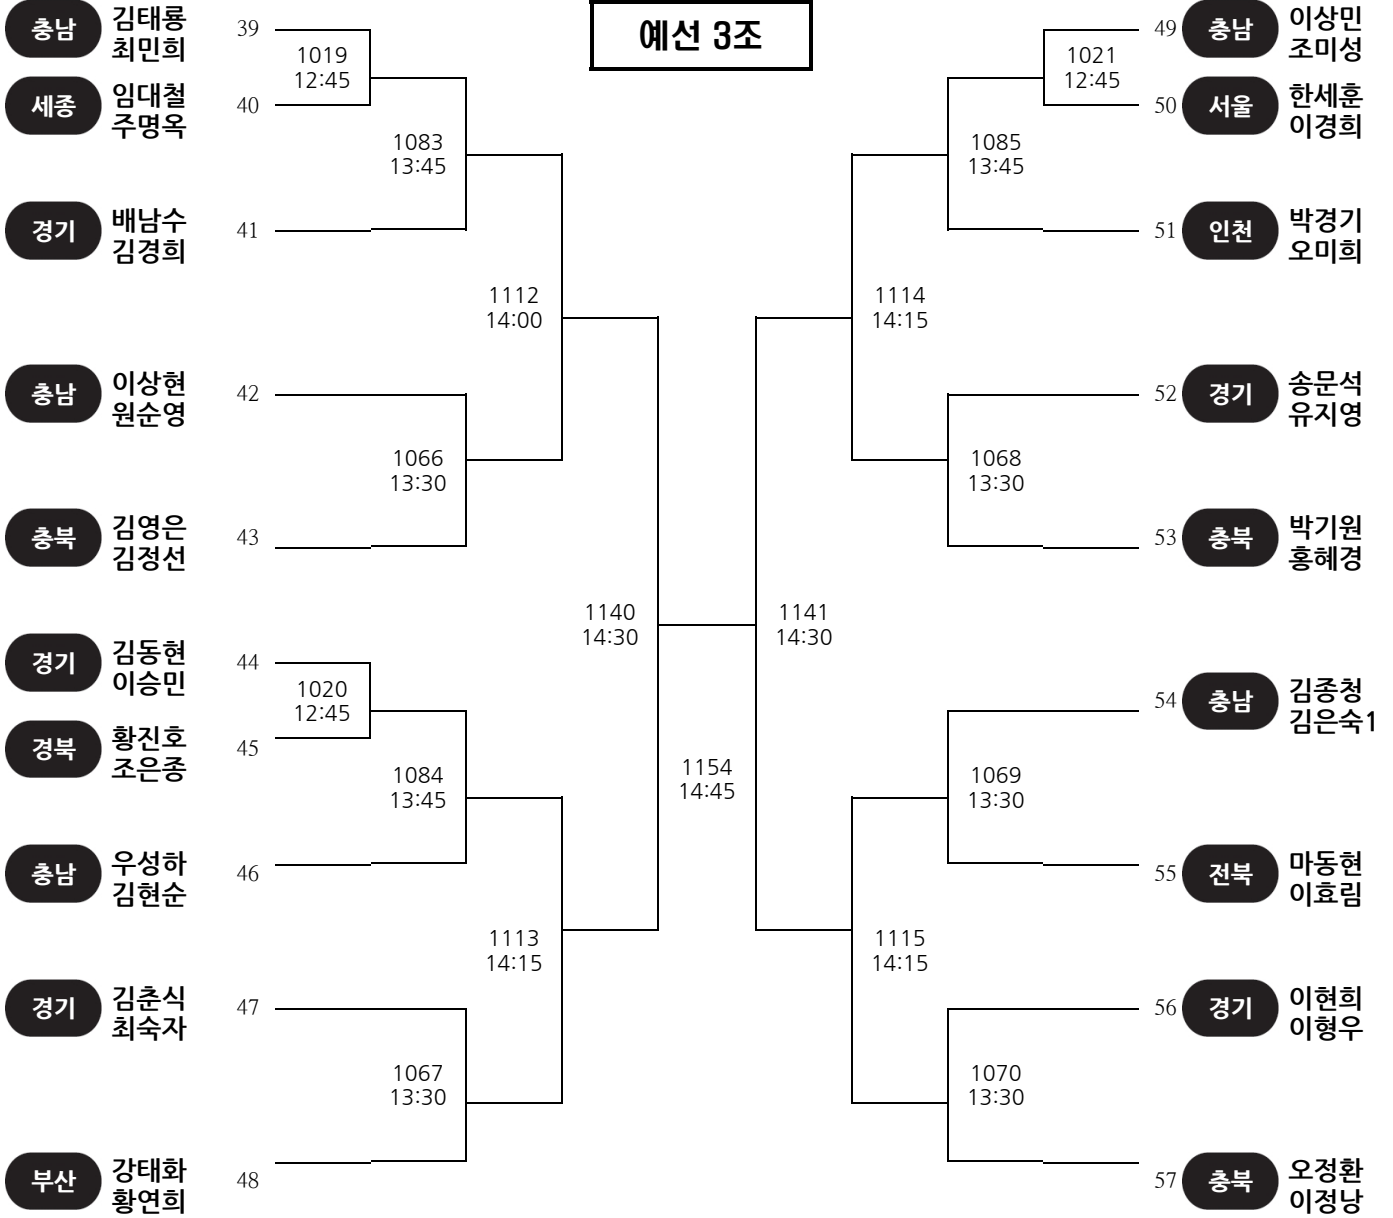 예선 3조
충남
김태룡
최민희
39
1019
12:45
세종
임대철
주명옥
40
1083
13:45
경기
배남수
김경희
41
1112
14:00
충남
이상현
원순영
42
1066
13:30
충북
김영은
김정선
43
1140
14:30
경기
김동현
이승민
44
1020
12:45
경북
황진호
조은종
45
1084
13:45
충남
우성하
김현순
46
1113
14:15
경기
김춘식
최숙자
47
1067
13:30
부산
강태화
황연희
48
1154
14:45
49
충남
이상민
조미성
1021
12:45
50
서울
한세훈
이경희
1085
13:45
51
인천
박경기
오미희
1114
14:15
52
경기
송문석
유지영
1068
13:30
53
충북
박기원
홍혜경
1141
14:30
54
충남
김종청
김은숙1
1069
13:30
55
전북
마동현
이효림
1115
14:15
56
경기
이현희
이형우
1070
13:30
57
충북
오정환
이정낭